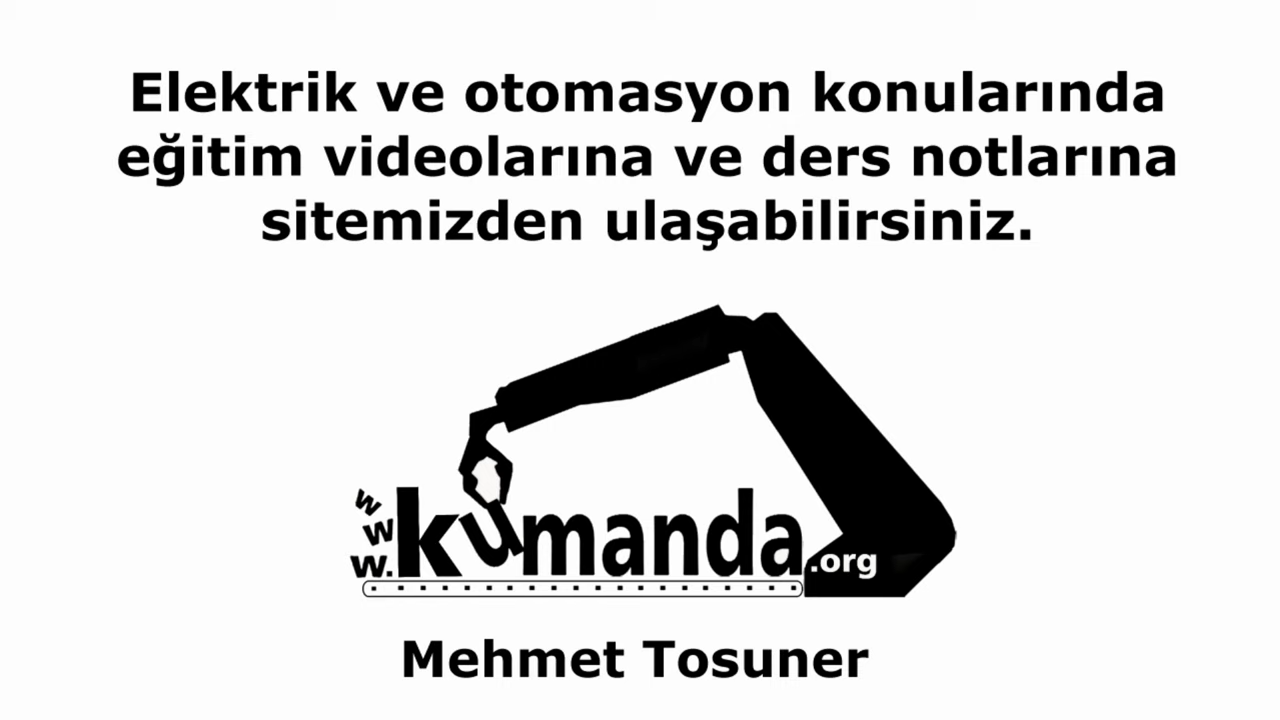 Elektrik ve otomasyon konularında
eğitim videolarına ve ders notlarına
sitemizden ulaşabilirsiniz.
www.kumanda.org
Mehmet Tosuner